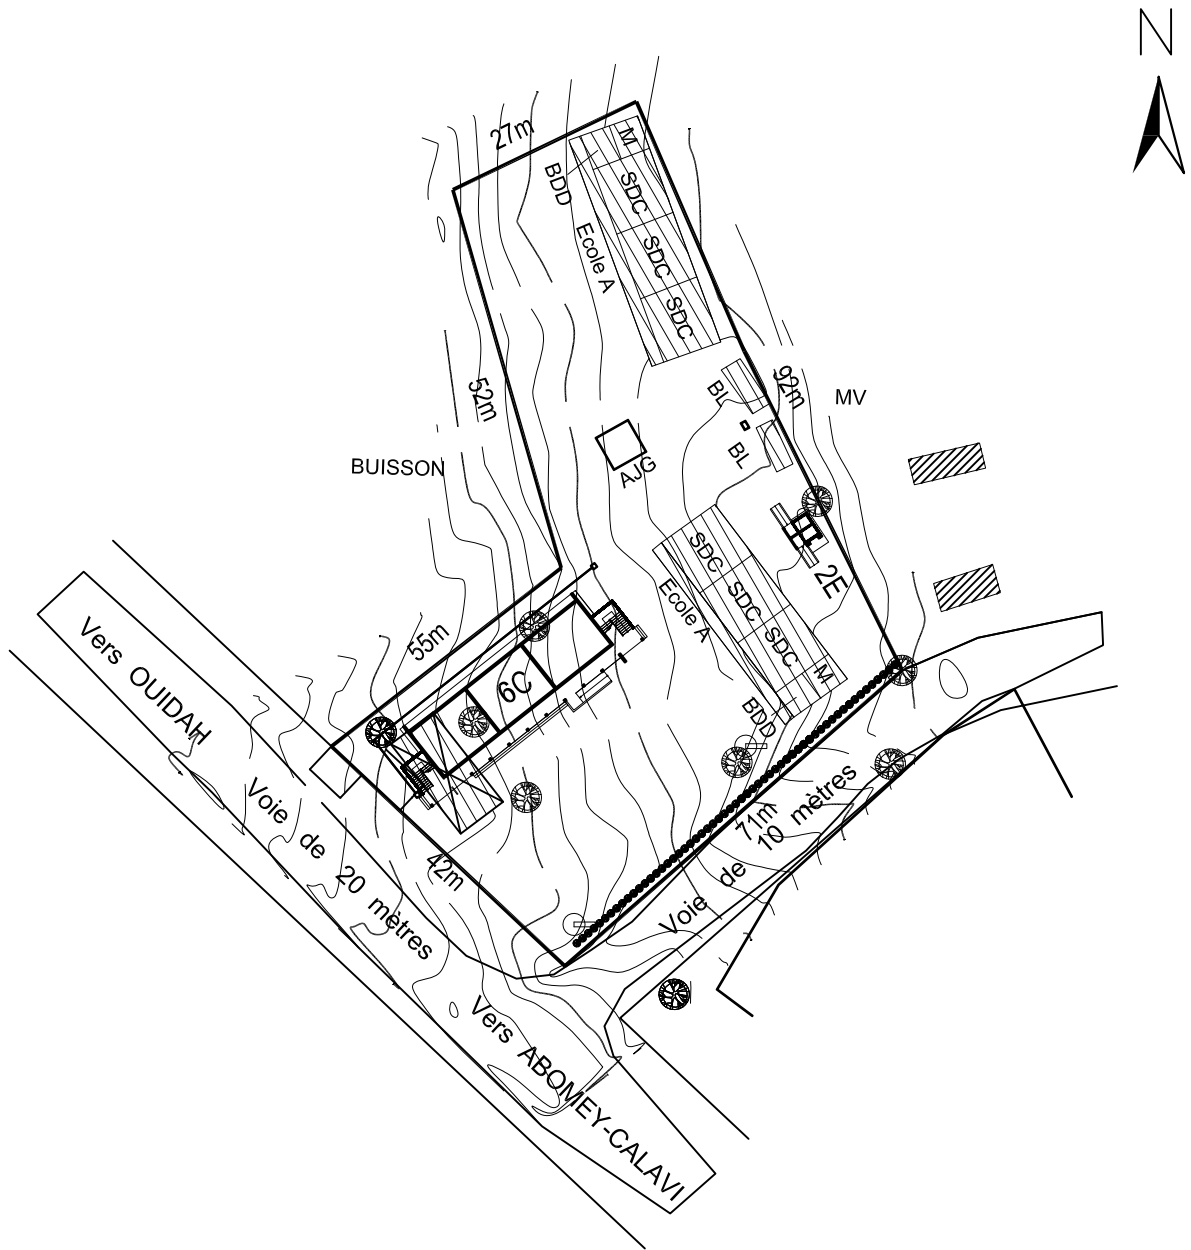 N
27m
M
BDD
SDC
Ecole A
SDC
SDC
52m
92m
MV
BL
BL
AJG
BUISSON
SDC
2E
Ecole A
SDC
SDC
M
55m
6C
BDD
Vers OUIDAH
Voie de 20 mètres
42m
71m
Voie de 10 mètres
Vers ABOMEY-CALAVI